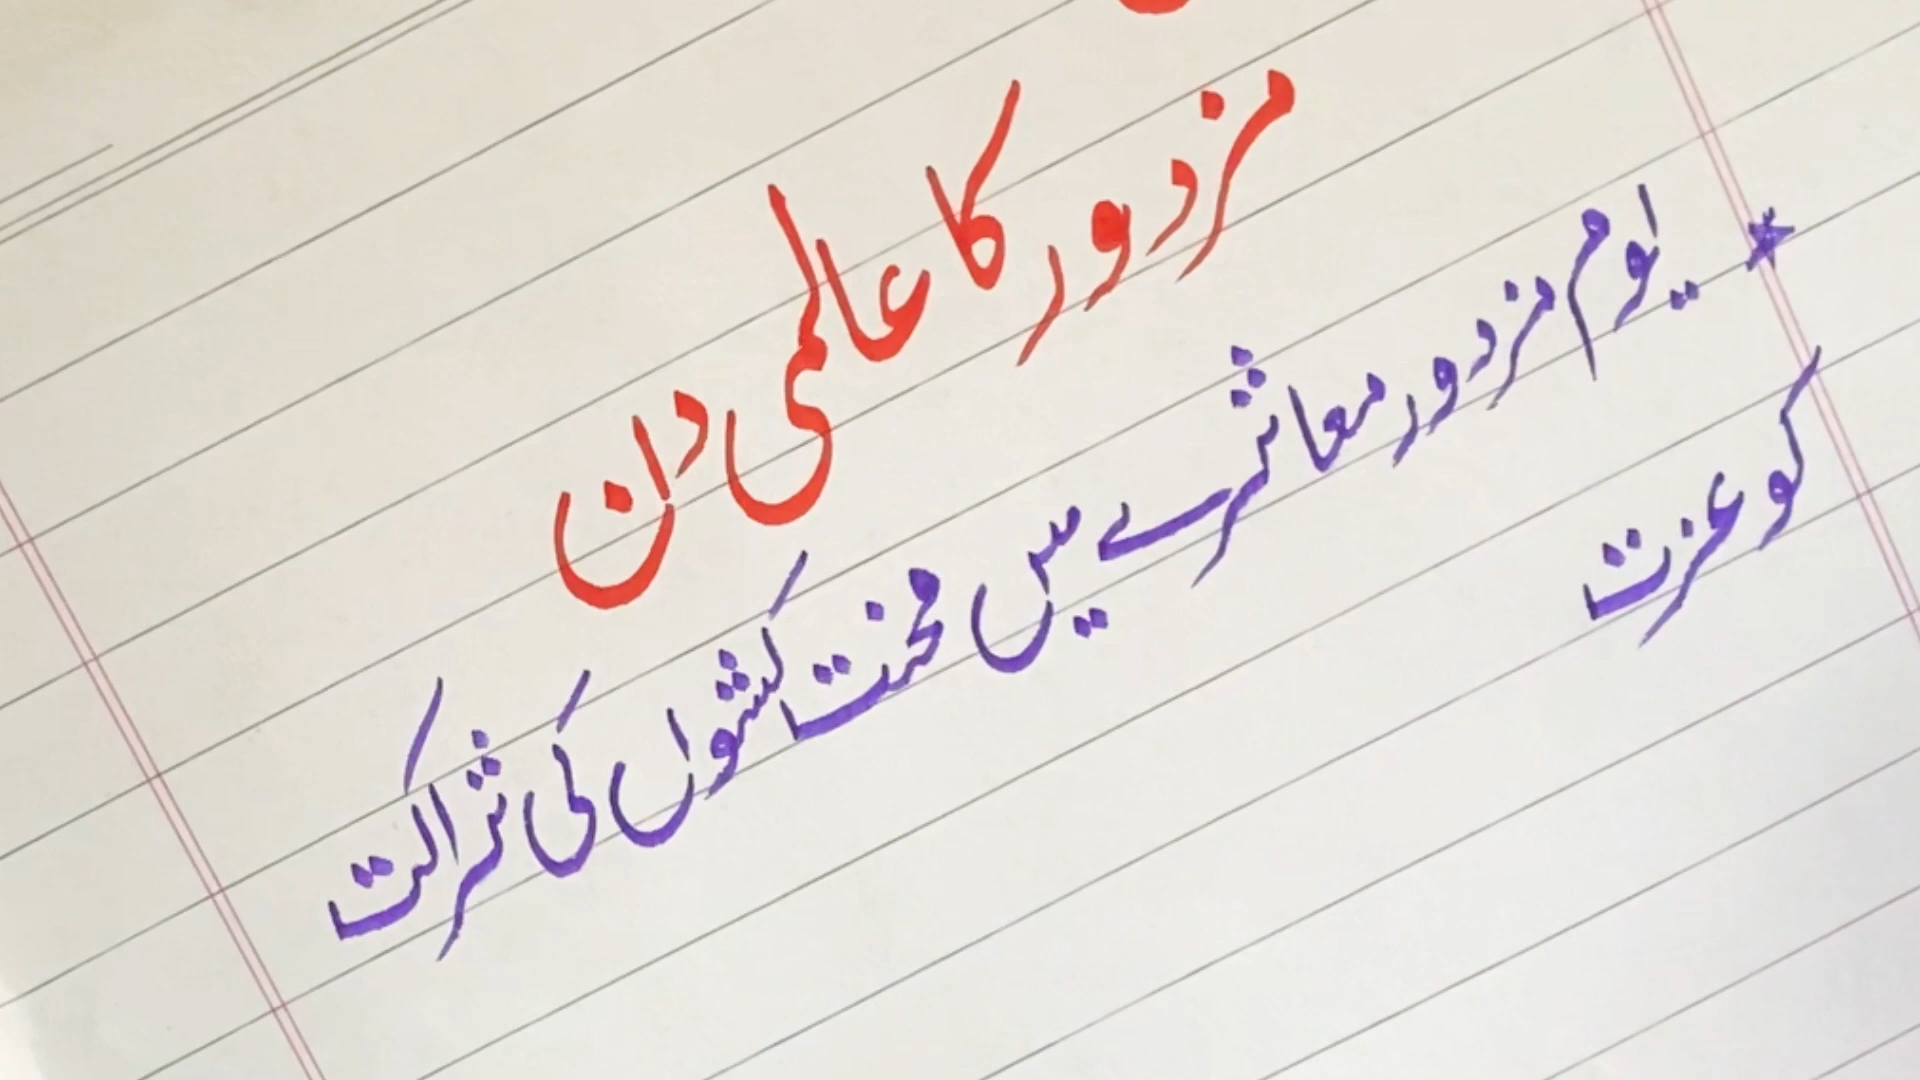 مزدور کا عالمی دن
* یوم مزدور معاشرے میں محنت کشوں کی شراکت
کو عزت